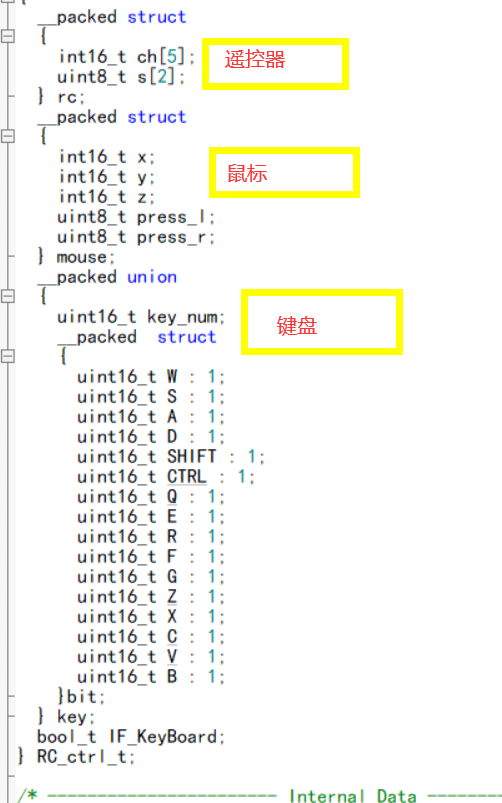 {
__packed struct
{
int16_t ch[5];
遥控器
uint8_t s[2];
} rc;
__packed struct
{
int16_t x;
int16_t y;
鼠标
int16_t z;
uint8_t press_l;
uint8_t press_r;
} mouse;
__packed union
{
uint16_t key_num;
键盘
__packed  struct
{
uint16_t W : 1;
uint16_t S : 1;
uint16_t A : 1;
uint16_t D : 1;
uint16_t SHIFT : 1;
uint16_t CTRL : 1;
uint16_t Q : 1;
uint16_t E : 1;
uint16_t R : 1;
uint16_t F : 1;
uint16_t G : 1;
uint16_t Z : 1;
uint16_t X : 1;
uint16_t C : 1;
uint16_t V : 1;
uint16_t B : 1;
}bit;
} key;
bool_t IF_KeyBoard;
} RC_ctrl_t;
/* ----------------------- Internal Data -------